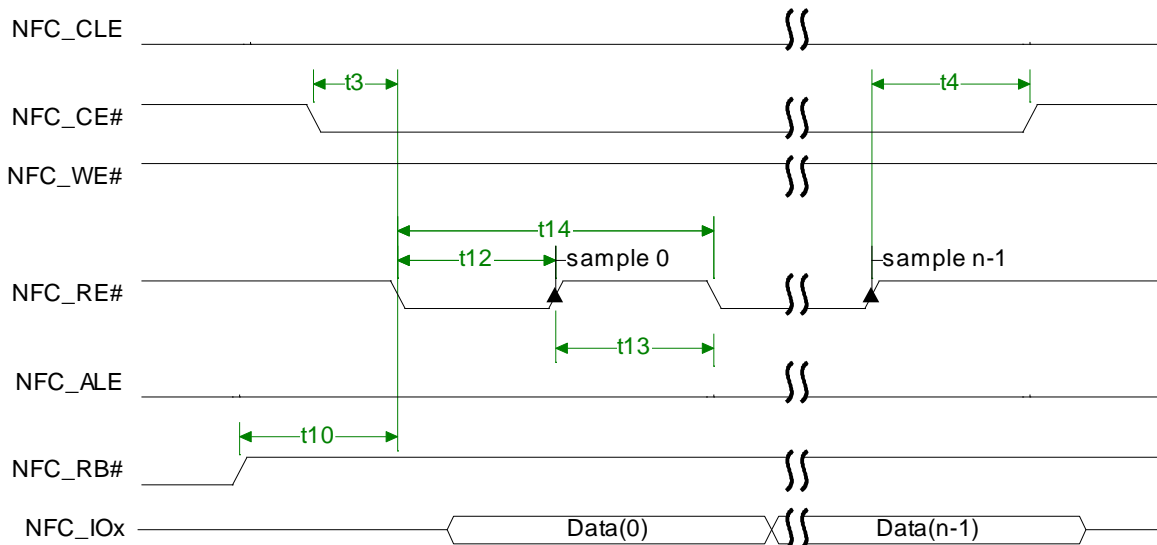 NFC_CLE
t3
t4
NFC_CE#
NFC_WE#
t14
t12
sample 0
sample n-1
NFC_RE#
t13
NFC_ALE
t10
NFC_RB#
NFC_IOx
Data(0)
Data(n-1)